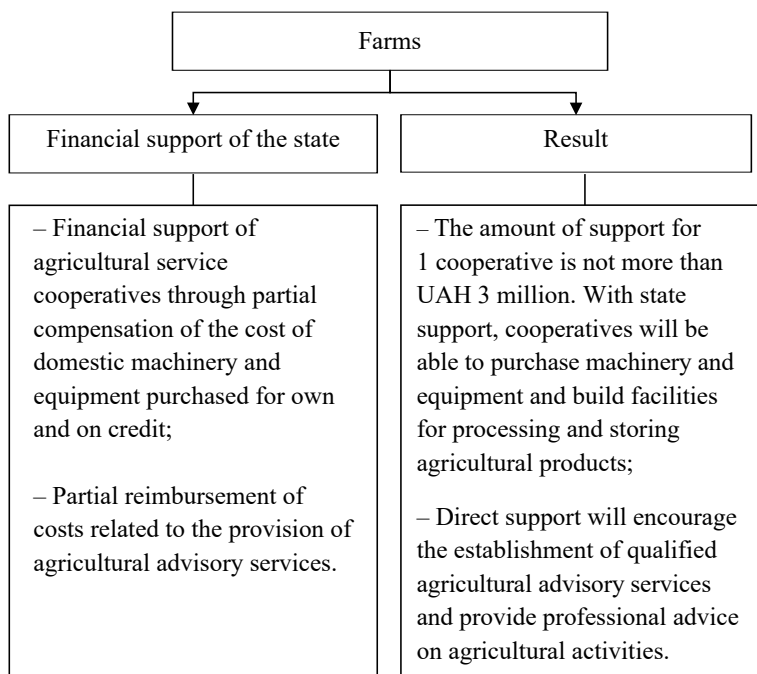 Farms
Financial support of the state
Result
– Financial support of
agricultural service
cooperatives through partial
compensation of the cost of
domestic machinery and
equipment purchased for own
and on credit;
– Partial reimbursement of
costs related to the provision of
agricultural advisory services.
– The amount of support for
1 cooperative is not more than
UAH 3 million. With state
support, cooperatives will be
able to purchase machinery and
equipment and build facilities
for processing and storing
agricultural products;
– Direct support will encourage
the establishment of qualified
agricultural advisory services
and provide professional advice
on agricultural activities.